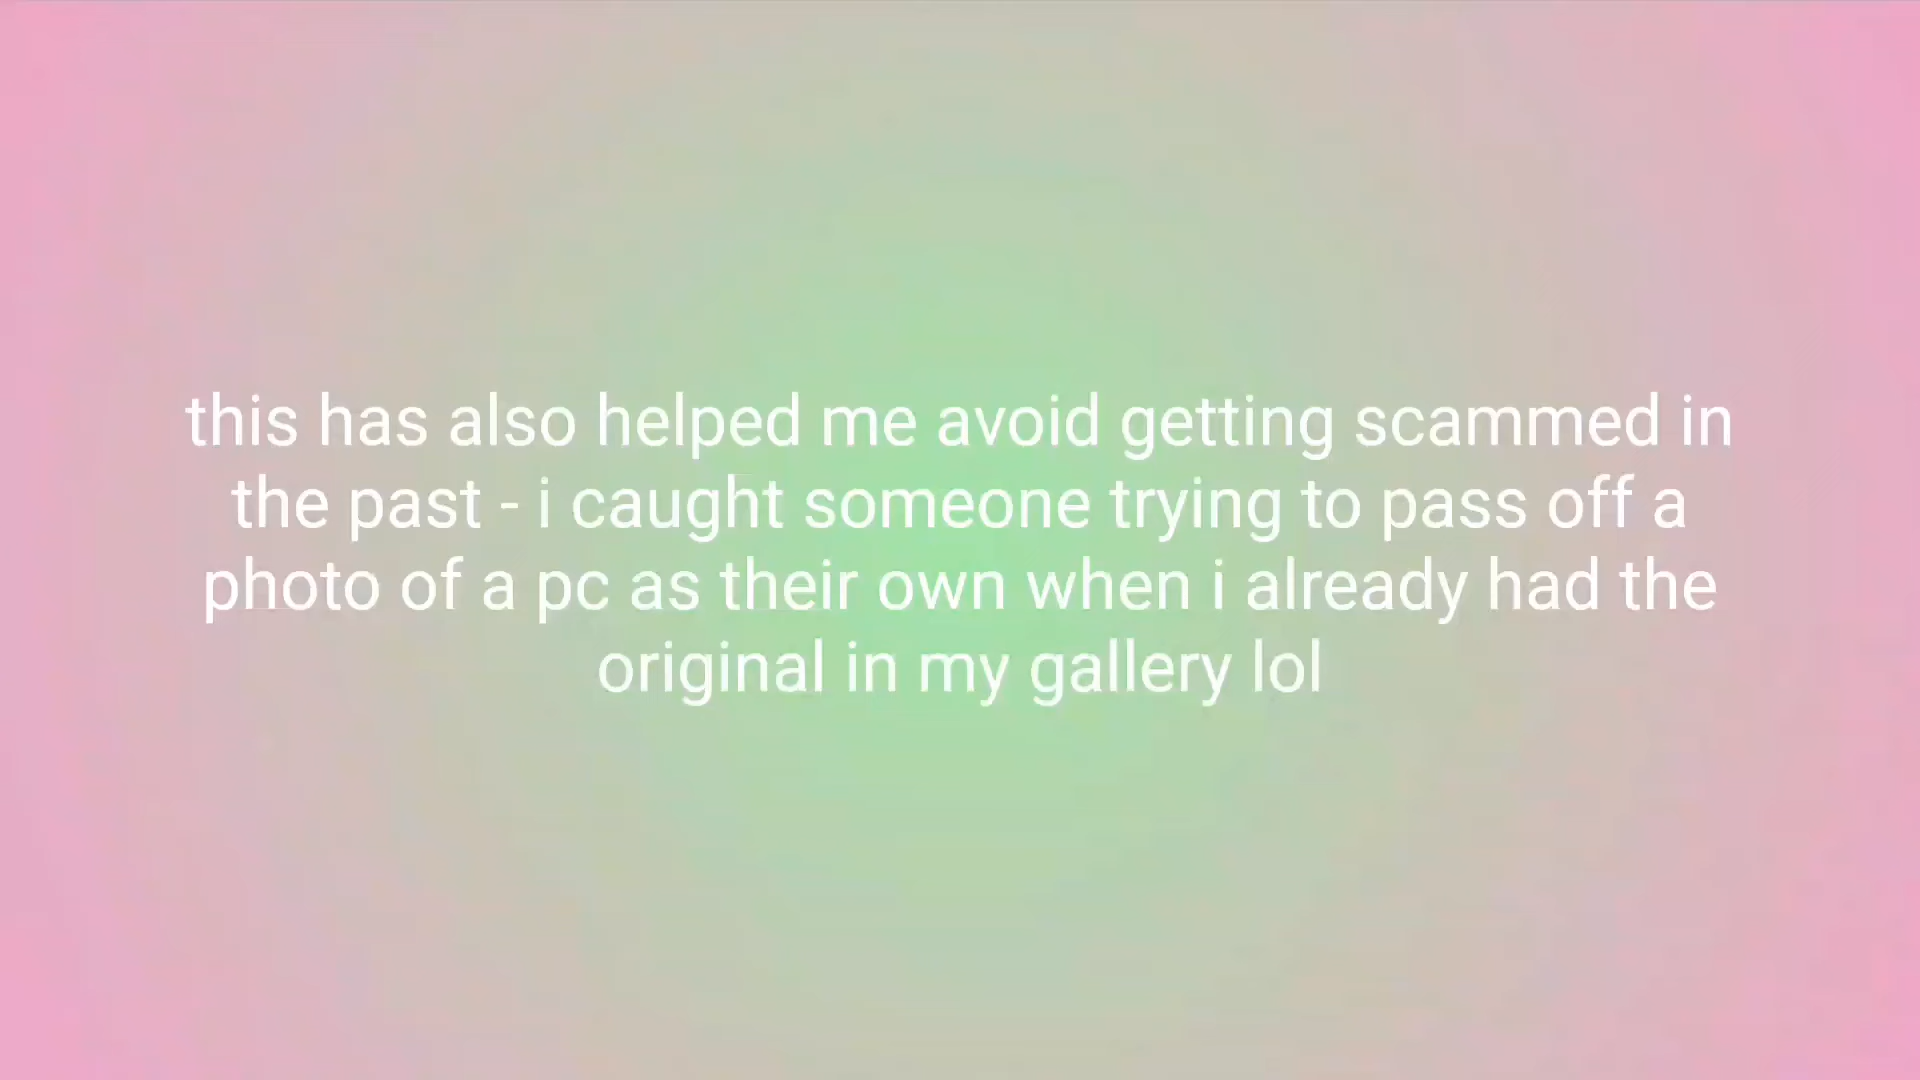 this has also helped me avoid getting scammed in
the past - i caught someone trying to pass off a
photo of a pc as their own when i already had the
original in my gallery lol